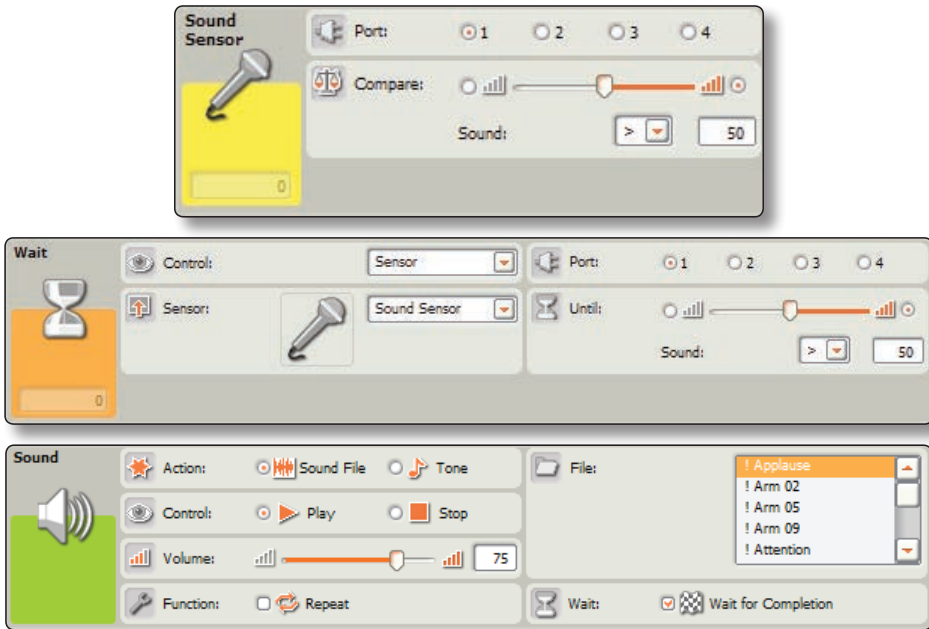 Sound
Sensor
Port: 1 2 3 4
Compare:
Sound: > 50
0
Wait
Control: Sensor
Port: 1 2 3 4
Sensor: Sound Sensor
Until:
Sound: > 50
0
Sound
Action: Sound File Tone
Control: Play Stop
Volume: 75
Function: Repeat
File: ! Applause
! Arm 02
! Arm 05
! Arm 09
! Attention
Wait: Wait for Completion